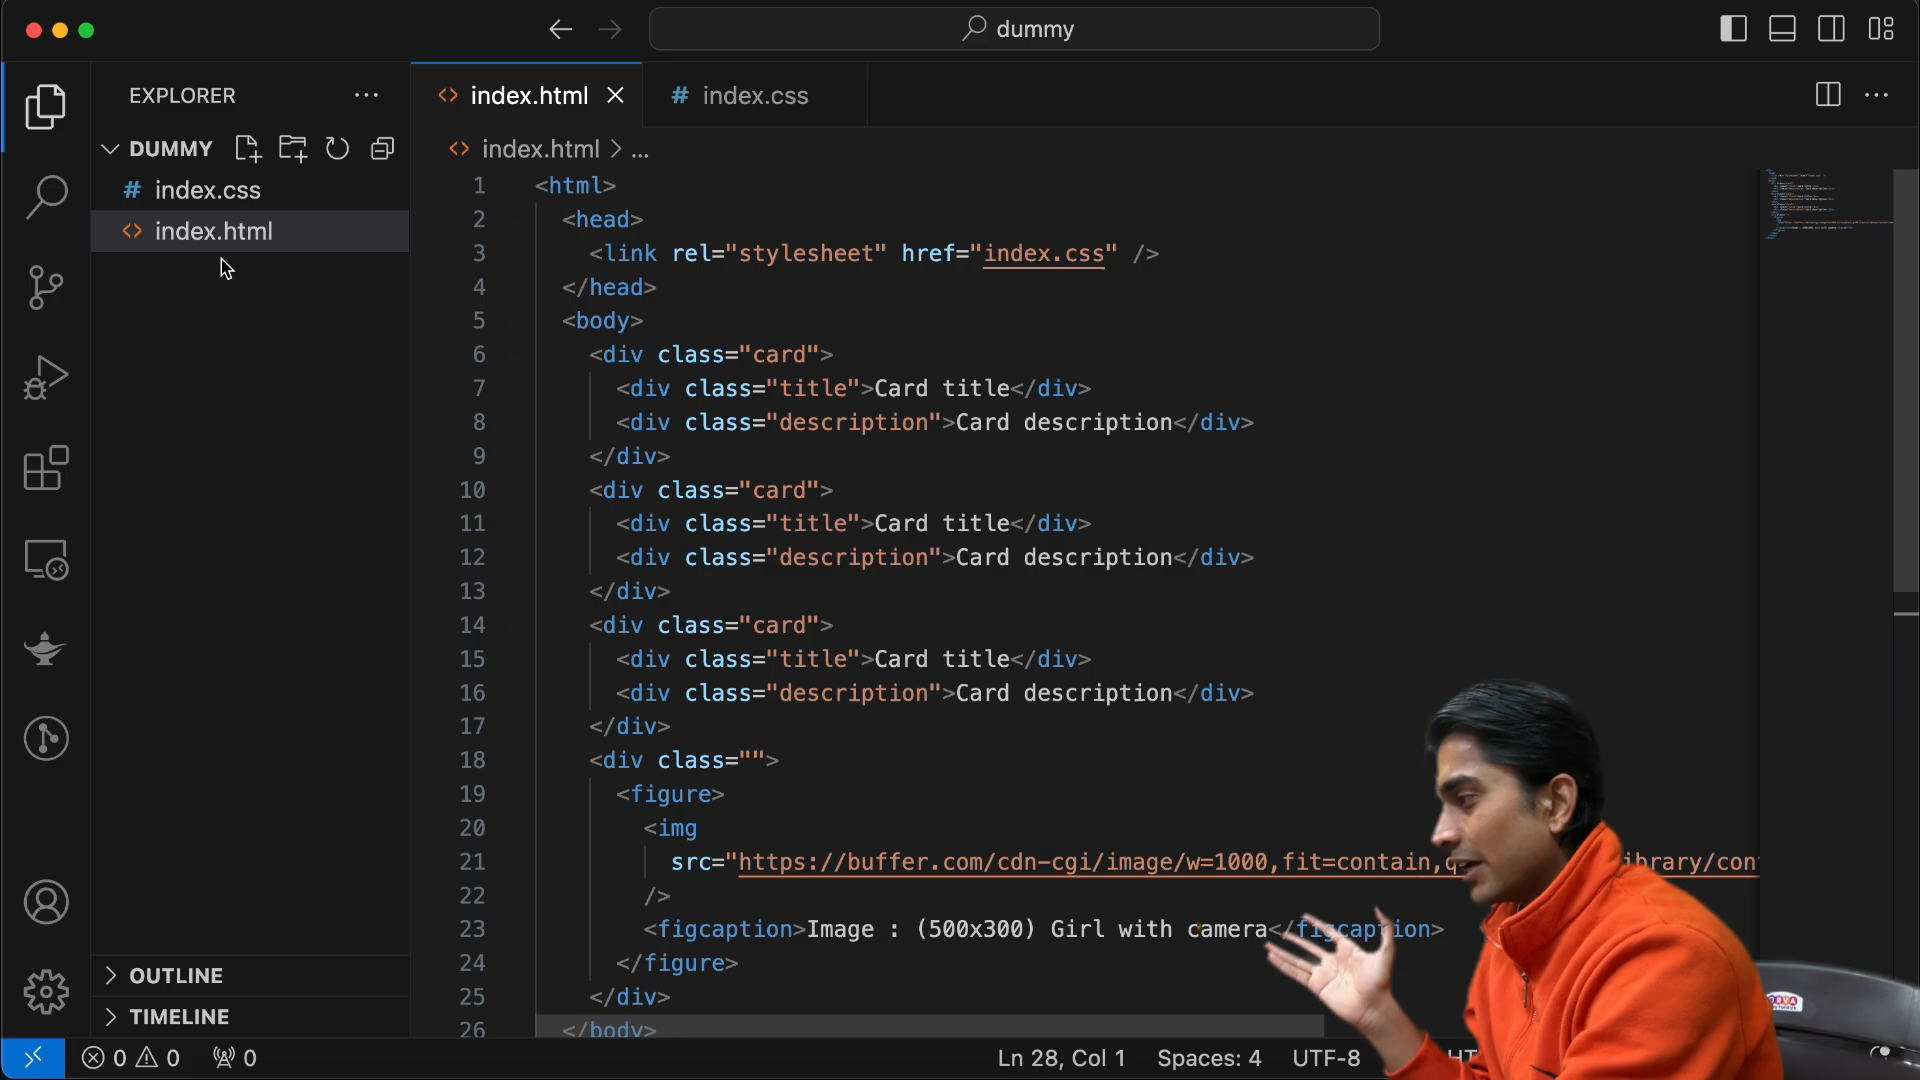 dummy
EXPLORER
DUMMY
# index.css
<> index.html
OUTLINE
TIMELINE
<> index.html
# index.css
<> index.html > ...
1 <html>
2 <head>
3 <link rel="stylesheet" href="index.css" />
4 </head>
5 <body>
6 <div class="card">
7 <div class="title">Card title</div>
8 <div class="description">Card description</div>
9 </div>
10 <div class="card">
11 <div class="title">Card title</div>
12 <div class="description">Card description</div>
13 </div>
14 <div class="card">
15 <div class="title">Card title</div>
16 <div class="description">Card description</div>
17 </div>
18 <div class="">
19 <figure>
20 <img
21 src="https://buffer.com/cdn-cgi/image/w=1000,fit=contain,q brary/con
22 />
23 <figcaption>Image : (500x300) Girl with camera</figcaption>
24 </figure>
25 </div>
26 </body>
0 0 0
Ln 28, Col 1 Spaces: 4 UTF-8 HT